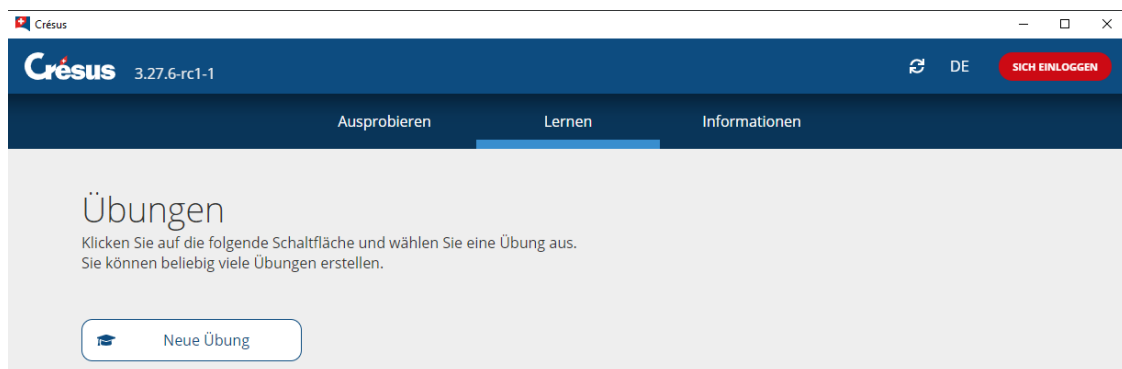 Crésus
Crésus 3.27.6-rc1-1 DE SICH EINLOGGEN
Ausprobieren Lernen Informationen
Übungen
Klicken Sie auf die folgende Schaltfläche und wählen Sie eine Übung aus.
Sie können beliebig viele Übungen erstellen.
Neue Übung